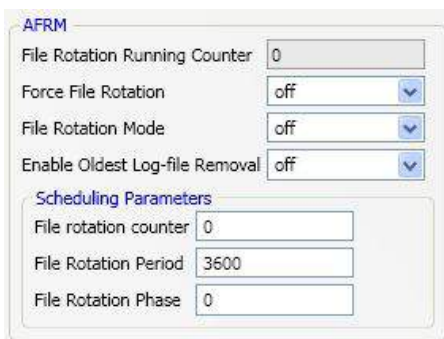 AFRM
File Rotation Running Counter 0
Force File Rotation off
File Rotation Mode off
Enable Oldest Log-file Removal off
Scheduling Parameters
File rotation counter 0
File Rotation Period 3600
File Rotation Phase 0